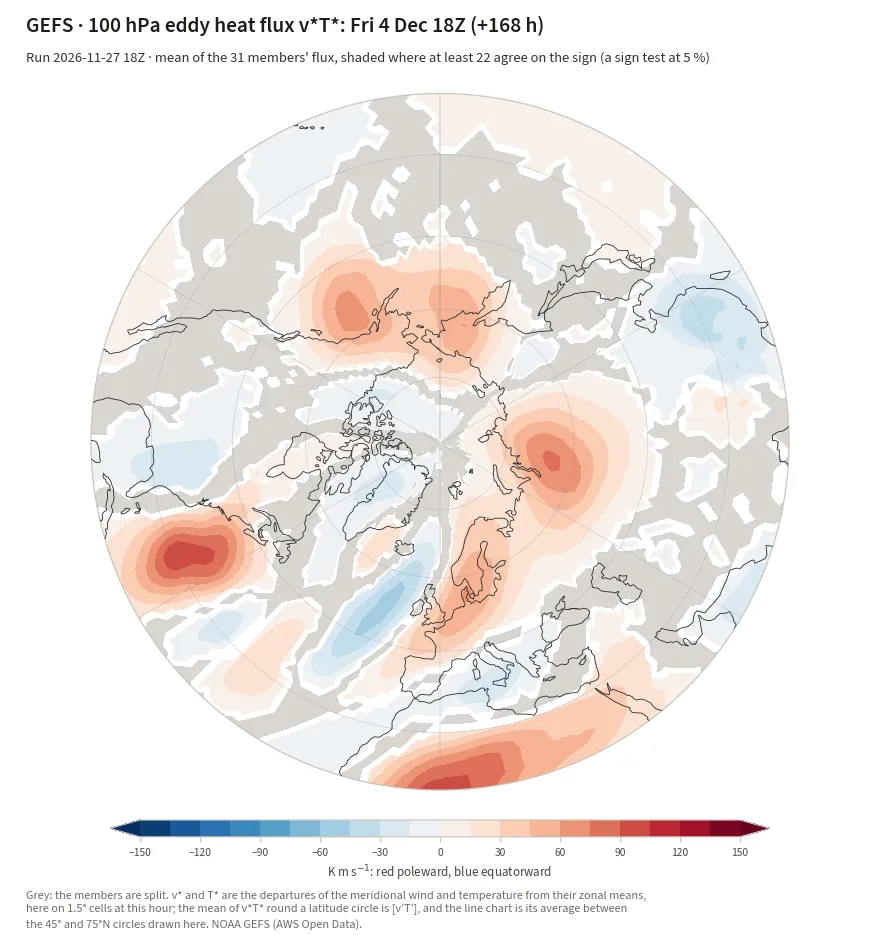 GEFS · 100 hPa eddy heat flux v*T*: Fri 4 Dec 18Z (+168 h)
Run 2026-11-27 18Z · mean of the 31 members' flux, shaded where at least 22 agree on the sign (a sign test at 5 %)
−150 −120 −90 −60 −30 0 30 60 90 120 150
K m s⁻¹: red poleward, blue equatorward
Grey: the members are split. v* and T* are the departures of the meridional wind and temperature from their zonal means,
here on 1.5° cells at this hour; the mean of v*T* round a latitude circle is [v′T′], and the line chart is its average between
the 45° and 75°N circles drawn here. NOAA GEFS (AWS Open Data).